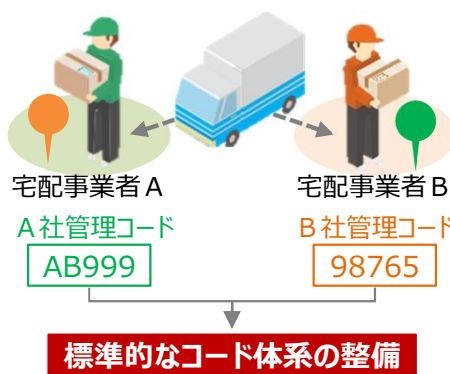 宅配事業者A
宅配事業者B
A社管理コード
B社管理コード
AB999
98765
標準的なコード体系の整備